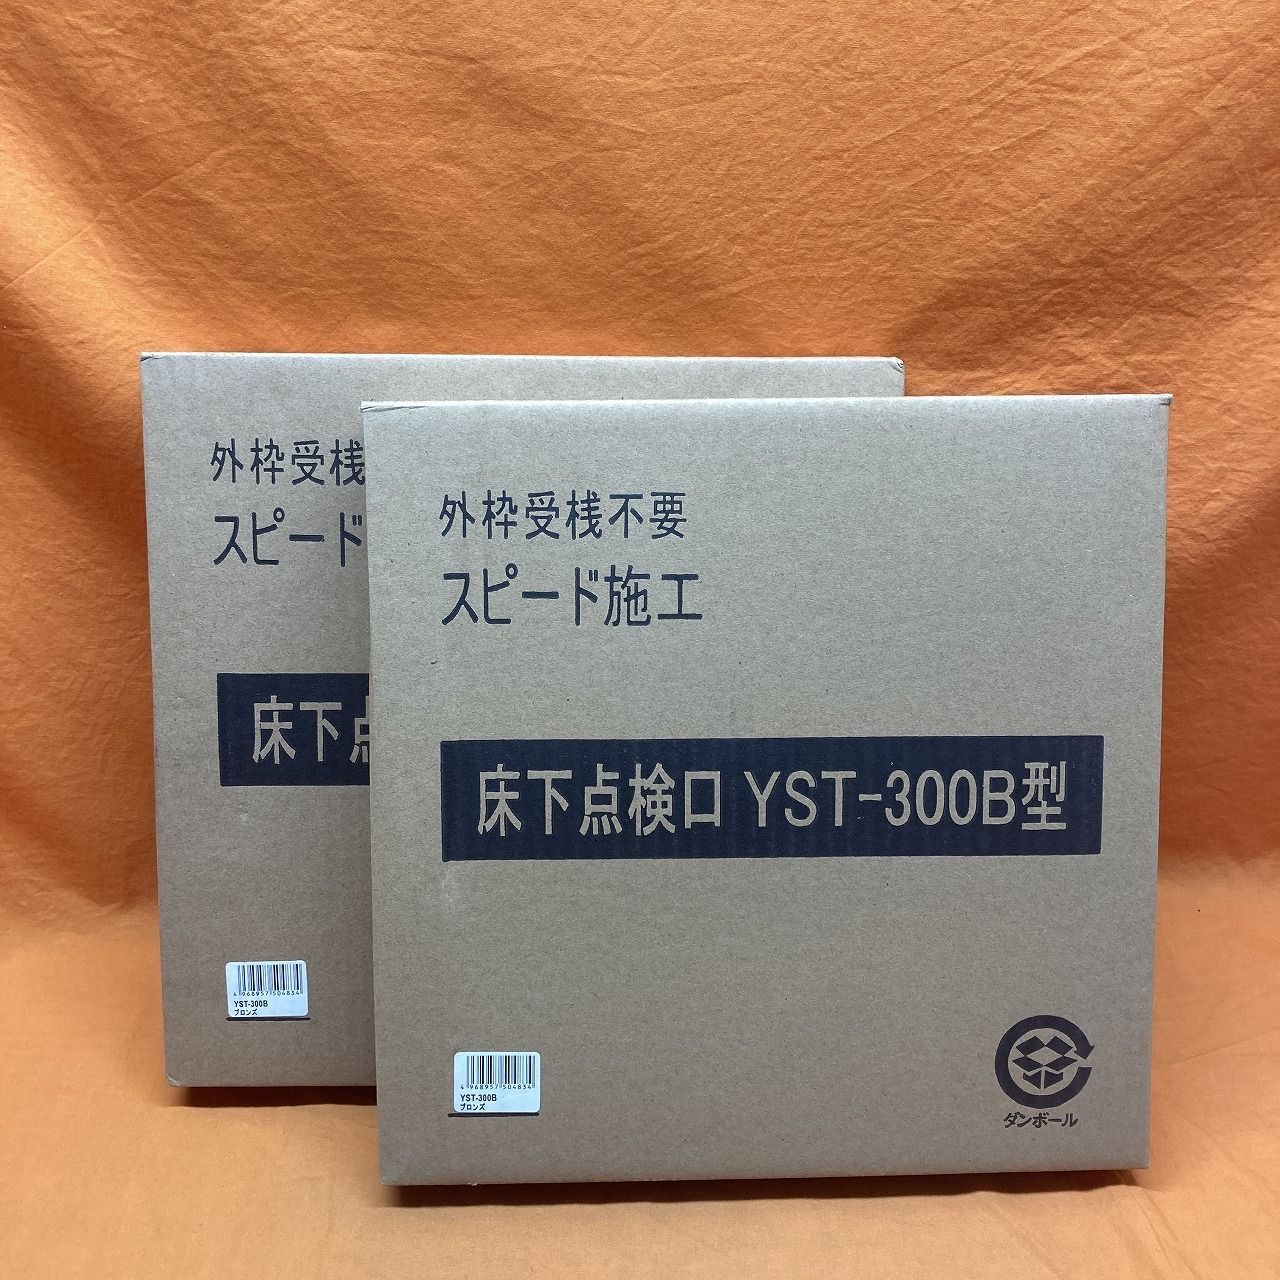 外枠受桟
スピード
床下点
4968957504834
YST-300B
ブロンズ
外枠受桟不要
スピード施工
床下点検口 YST-300B型
4968957504834
YST-300B
ブロンズ
ダンボール